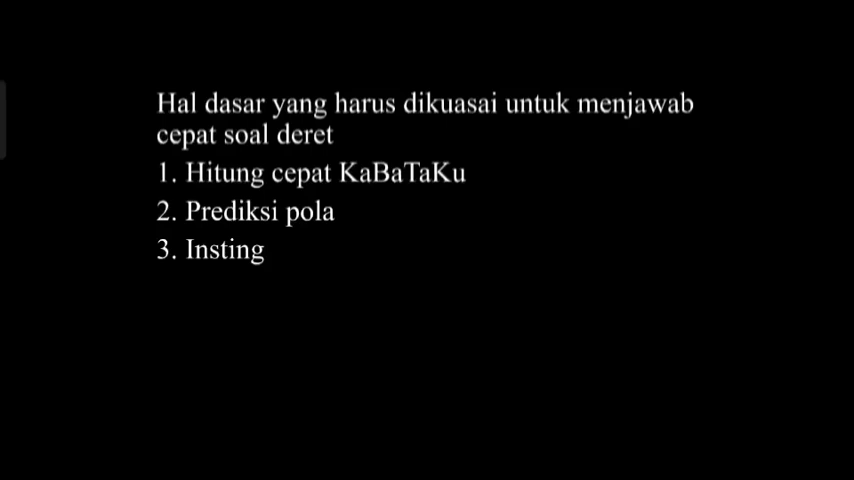 Hal dasar yang harus dikuasai untuk menjawab
cepat soal deret
1. Hitung cepat KaBaTaKu
2. Prediksi pola
3. Insting